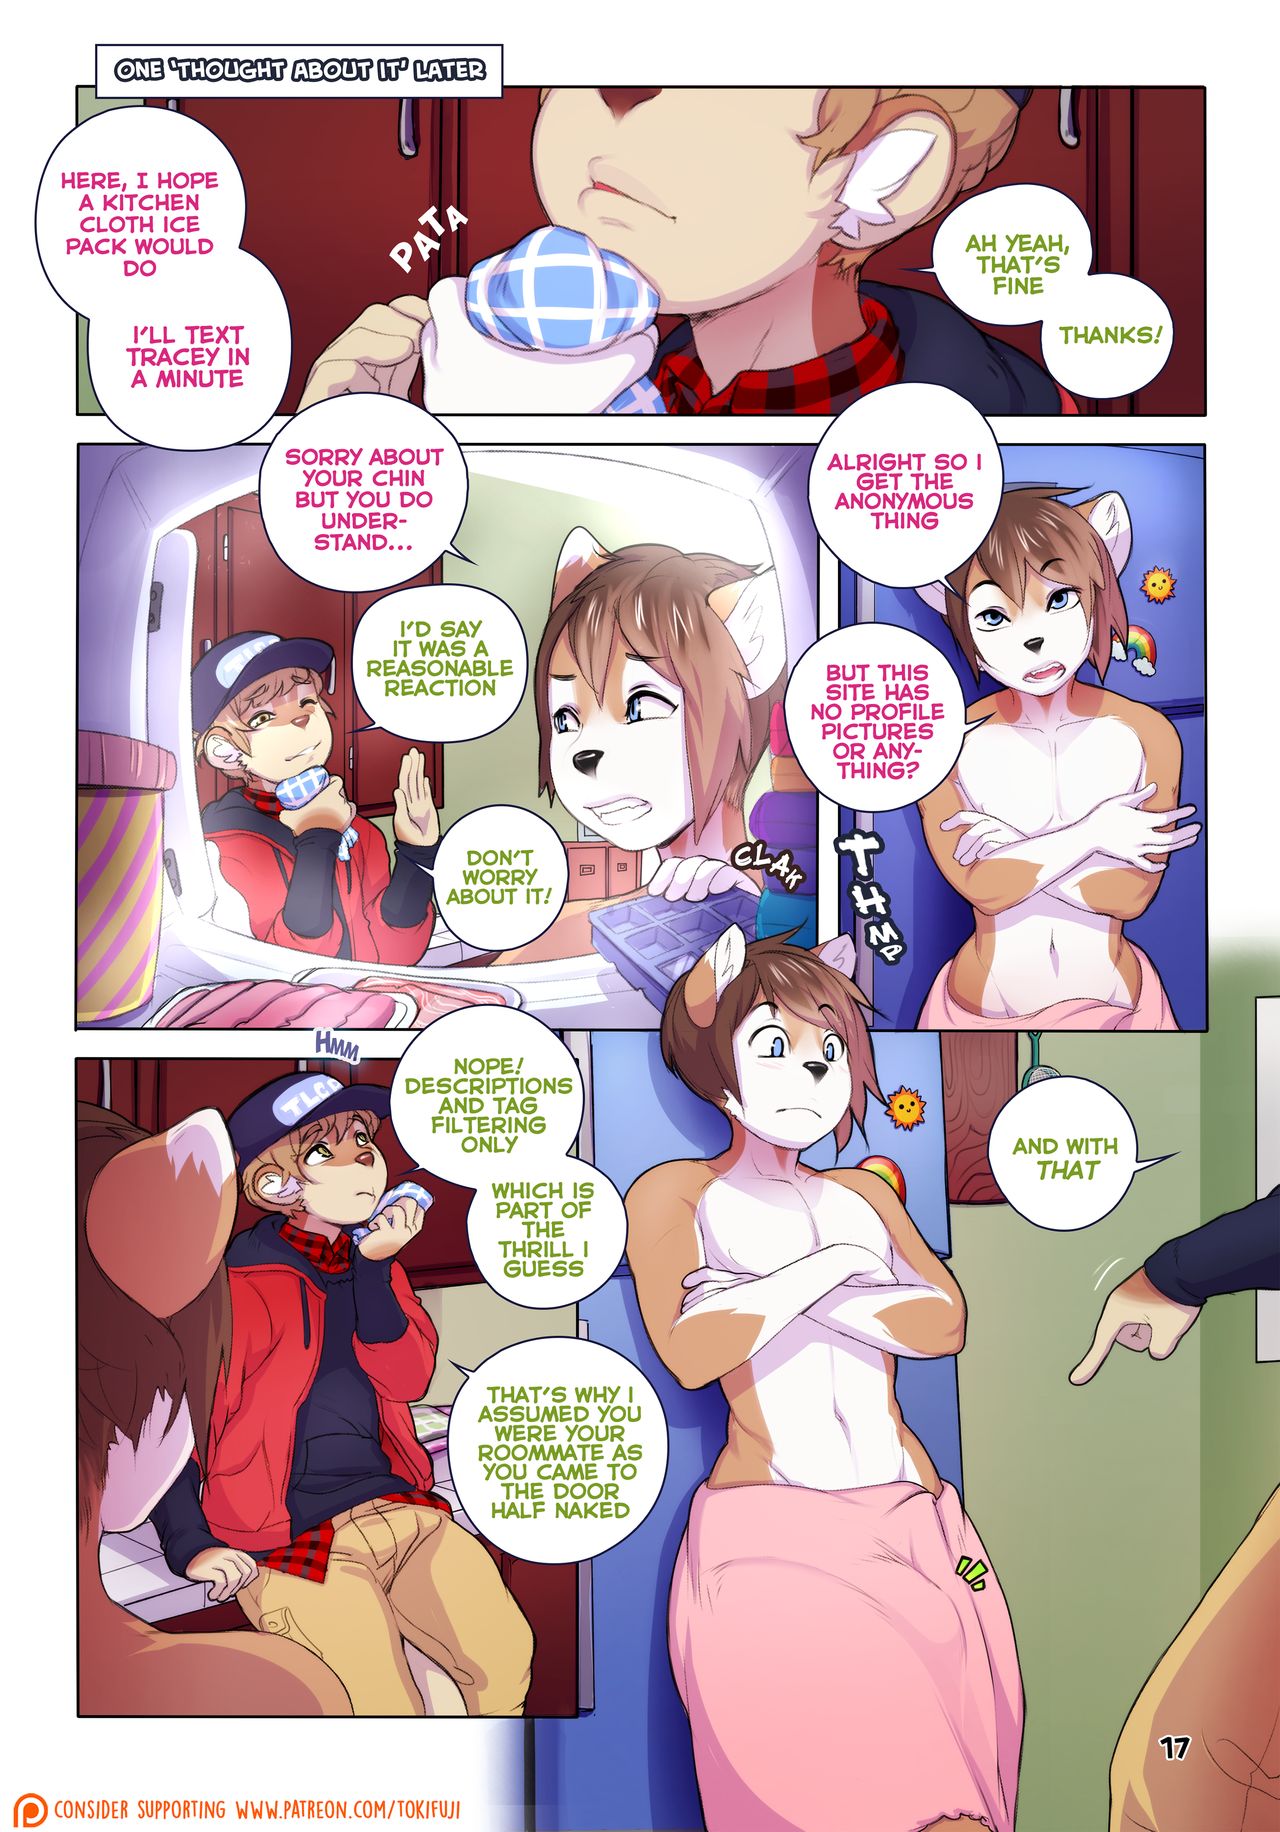 ONE 'THOUGHT ABOUT IT' LATER
HERE, I HOPE
A KITCHEN
CLOTH ICE
PACK WOULD
DO
I'LL TEXT
TRACEY IN
A MINUTE
PATA
AH YEAH,
THAT'S
FINE
THANKS!
SORRY ABOUT
YOUR CHIN
BUT YOU DO
UNDER-
STAND...
I'D SAY
IT WAS A
REASONABLE
REACTION
DON'T
WORRY
ABOUT IT!
CLAK
ALRIGHT SO I
GET THE
ANONYMOUS
THING
BUT THIS
SITE HAS
NO PROFILE
PICTURES
OR ANY-
THING?
THMP
HMM
NOPE!
DESCRIPTIONS
AND TAG
FILTERING
ONLY
WHICH IS
PART OF
THE
THRILL I
GUESS
THAT'S WHY I
ASSUMED YOU
WERE YOUR
ROOMMATE AS
YOU CAME TO
THE DOOR
HALF NAKED
AND WITH
THAT
17
CONSIDER SUPPORTING WWW.PATREON.COM/TOKIFUJI